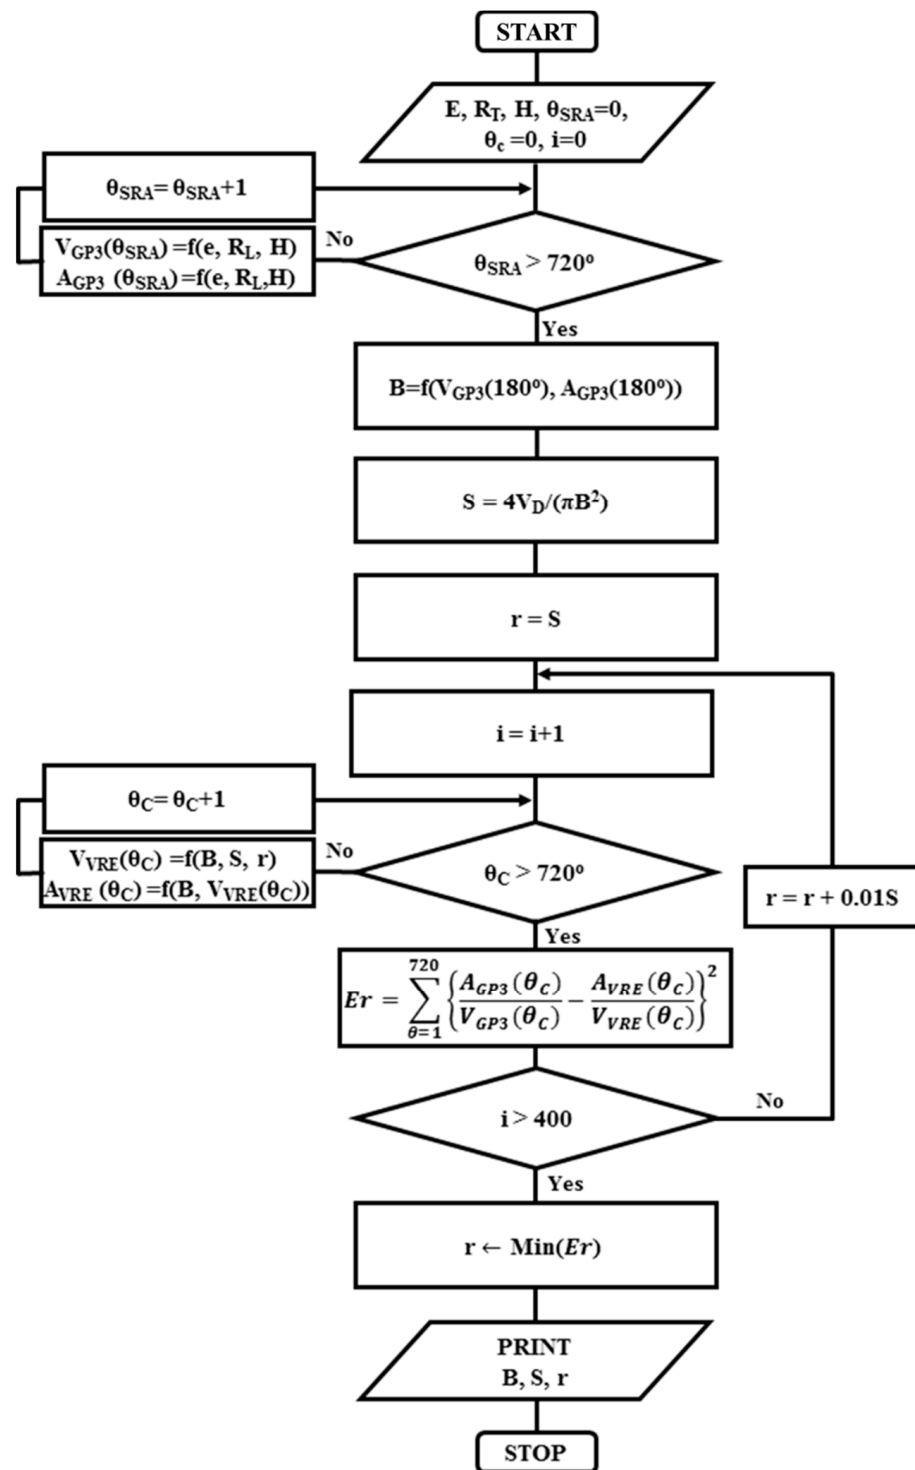 START
E, R_T, H, θ_SRA=0,
θ_c =0, i=0
θ_SRA= θ_SRA+1
V_GP3(θ_SRA) =f(e, R_L, H)
A_GP3 (θ_SRA)=f(e, R_L,H)
No
θ_SRA > 720°
Yes
B=f(V_GP3(180°), A_GP3(180°))
S = 4V_D/(πB²)
r = S
i = i+1
θ_C= θ_C+1
V_VRE(θ_C) =f(B, S, r)
A_VRE (θ_C)=f(B, V_VRE(θ_C))
No
θ_C > 720°
r = r + 0.01S
Yes
Er = ∑_{θ=1}^{720} {A_GP3(θ_C)/V_GP3(θ_C) − A_VRE(θ_C)/V_VRE(θ_C)}²
i > 400
No
Yes
r ← Min(Er)
PRINT
B, S, r
STOP